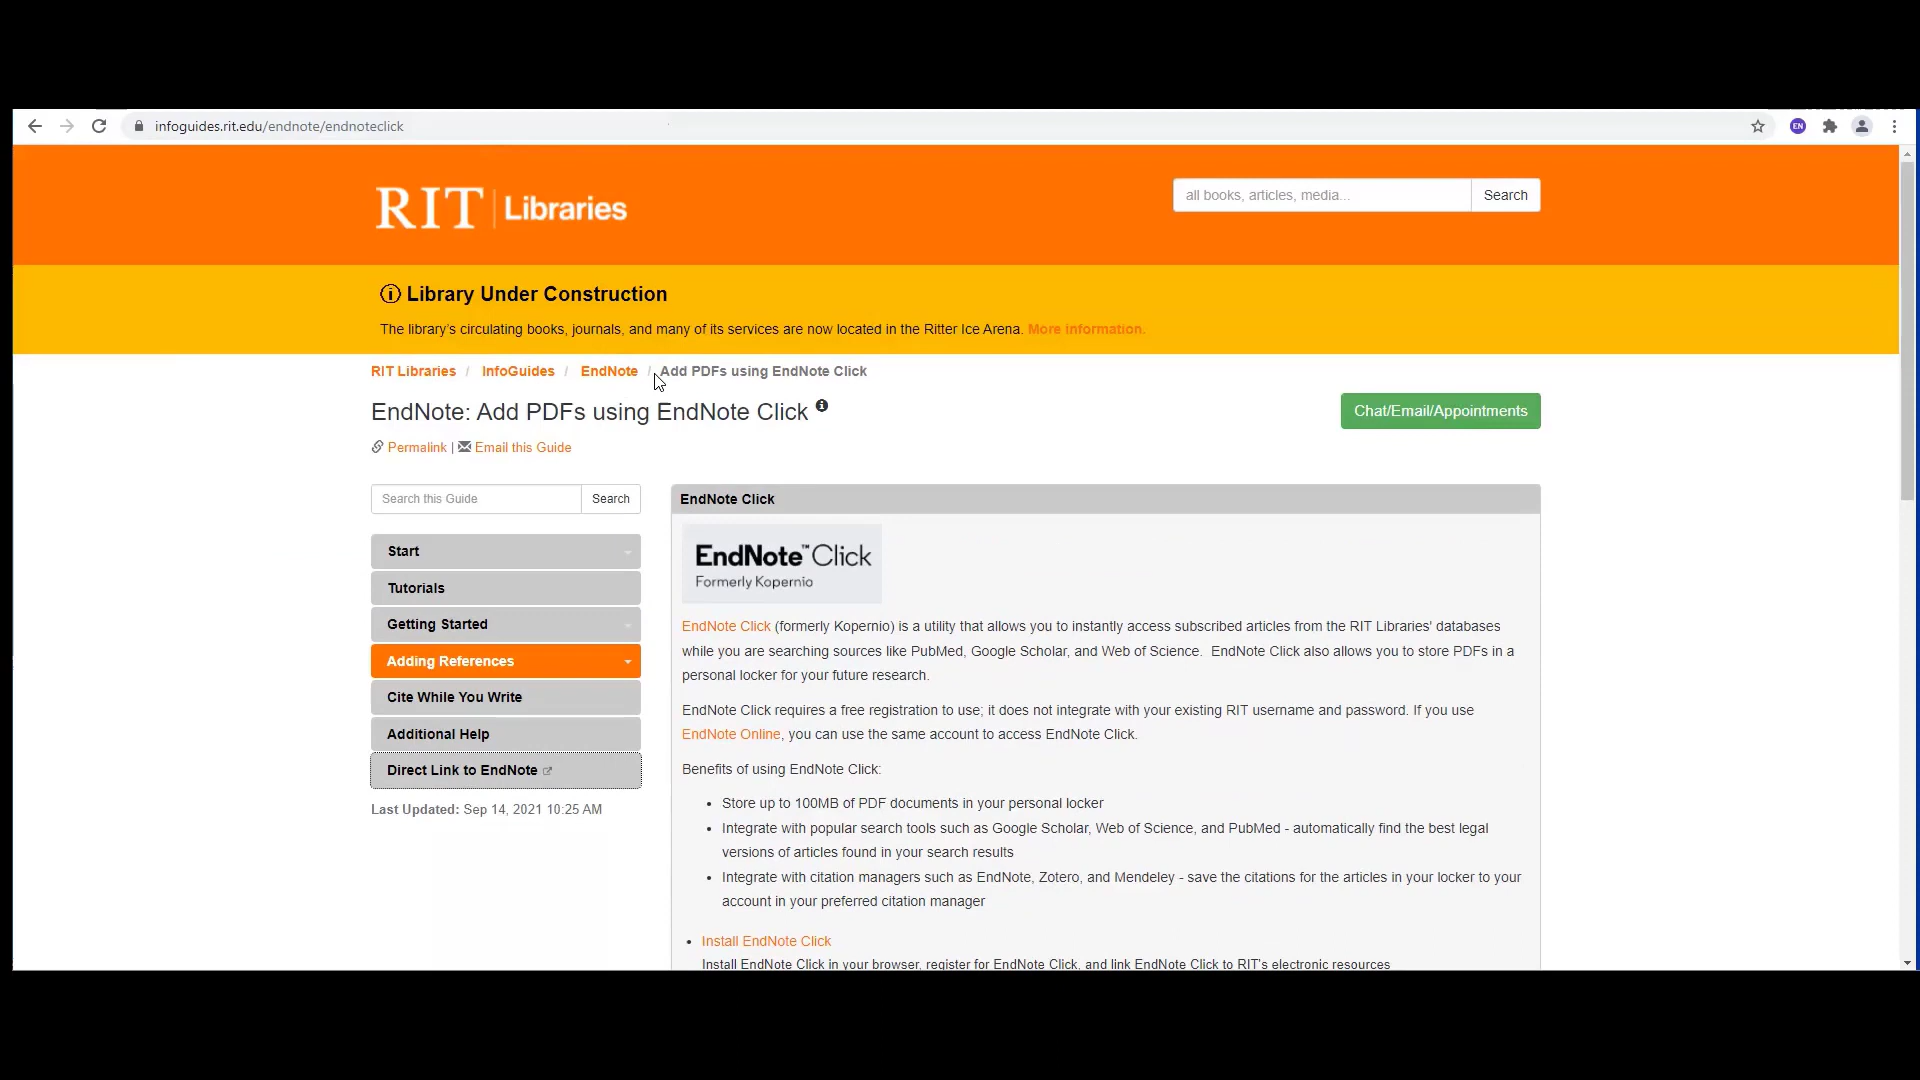 infoguides.rit.edu/endnote/endnoteclick
EN
RIT | Libraries
all books, articles, media...
Search
Library Under Construction
The library's circulating books, journals, and many of its services are now located in the Ritter Ice Arena. More information.
RIT Libraries / InfoGuides / EndNote / Add PDFs using EndNote Click
EndNote: Add PDFs using EndNote Click
Chat/Email/Appointments
Permalink | Email this Guide
Search this Guide
Search
Start
Tutorials
Getting Started
Adding References
Cite While You Write
Additional Help
Direct Link to EndNote
Last Updated: Sep 14, 2021 10:25 AM
EndNote Click
EndNote™ Click
Formerly Kopernio
EndNote Click (formerly Kopernio) is a utility that allows you to instantly access subscribed articles from the RIT Libraries' databases
while you are searching sources like PubMed, Google Scholar, and Web of Science. EndNote Click also allows you to store PDFs in a
personal locker for your future research.
EndNote Click requires a free registration to use; it does not integrate with your existing RIT username and password. If you use
EndNote Online, you can use the same account to access EndNote Click.
Benefits of using EndNote Click:
• Store up to 100MB of PDF documents in your personal locker
• Integrate with popular search tools such as Google Scholar, Web of Science, and PubMed - automatically find the best legal
versions of articles found in your search results
• Integrate with citation managers such as EndNote, Zotero, and Mendeley - save the citations for the articles in your locker to your
account in your preferred citation manager
• Install EndNote Click
Install EndNote Click in your browser, register for EndNote Click, and link EndNote Click to RIT's electronic resources